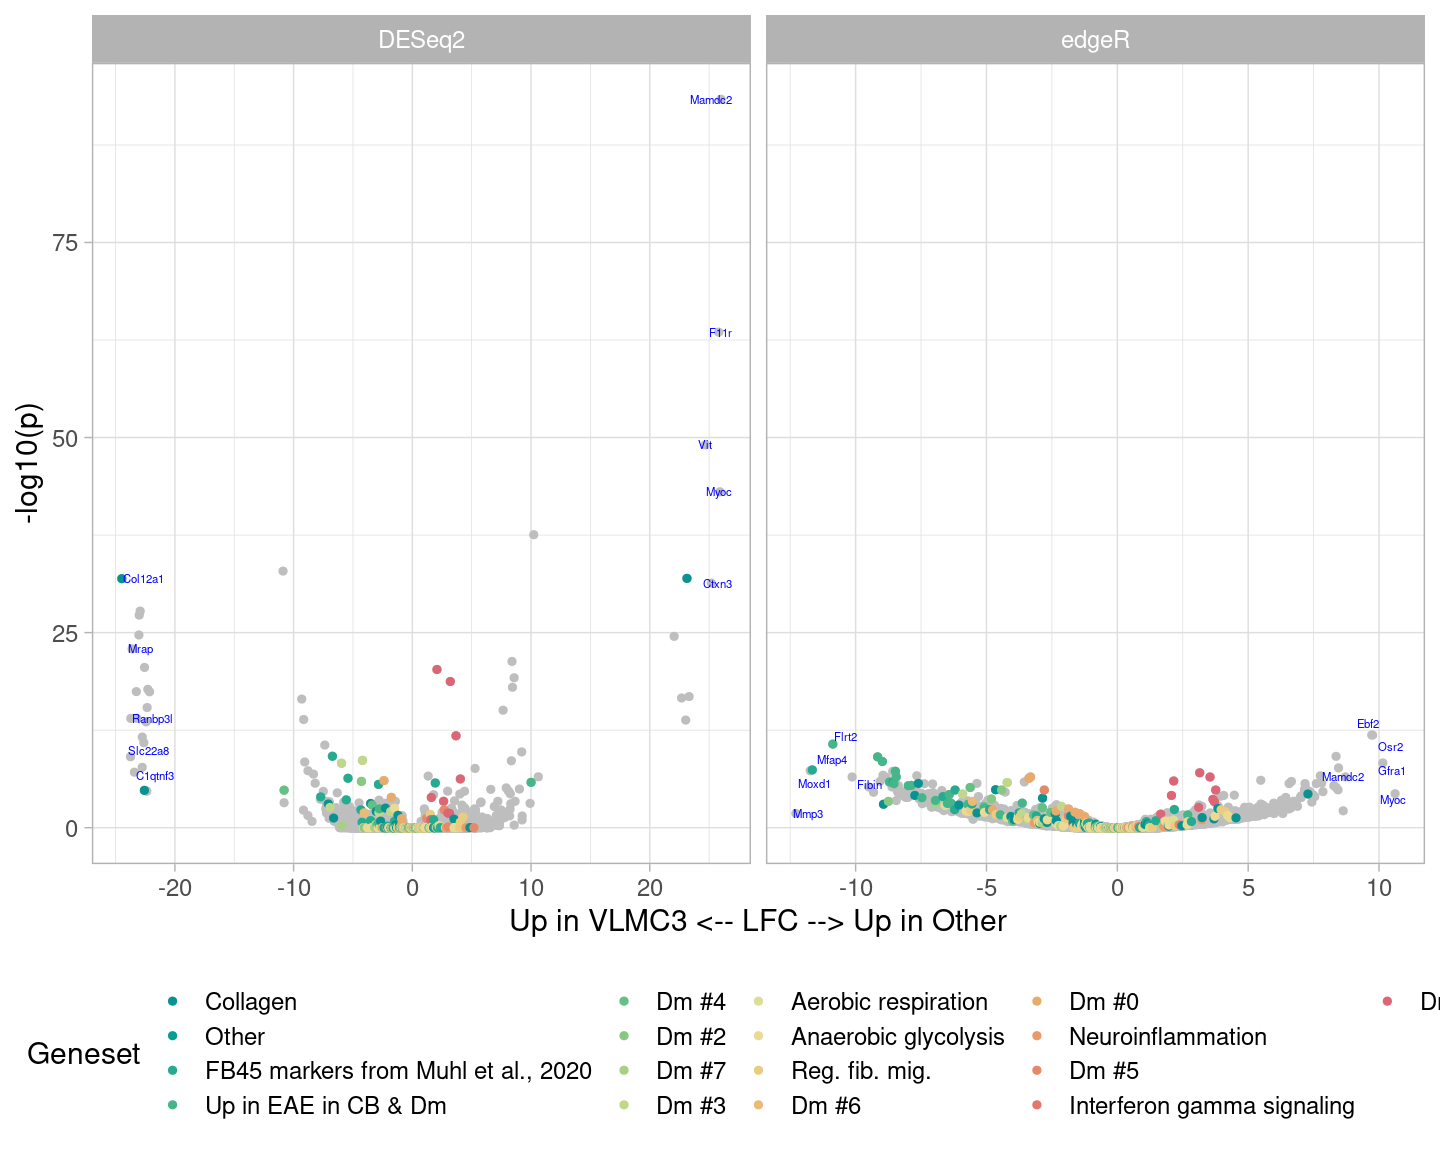 DESeq2
edgeR
Mamdc2
75
F11r
50
Vit
Myoc
Col12a1
Ctxn3
25
Mrap
Ranbp3l
Slc22a8
C1qtnf3
0
Flrt2
Mfap4
Moxd1
Fibin
Mmp3
Ebf2
Osr2
Mamdc2
Gfra1
Myoc
-log10(p)
-20 -10 0 10 20
-10 -5 0 5 10
Up in VLMC3 <-- LFC --> Up in Other
Geneset
Collagen
Other
FB45 markers from Muhl et al., 2020
Up in EAE in CB & Dm
Dm #4
Dm #2
Dm #7
Dm #3
Aerobic respiration
Anaerobic glycolysis
Reg. fib. mig.
Dm #6
Dm #0
Neuroinflammation
Dm #5
Interferon gamma signaling